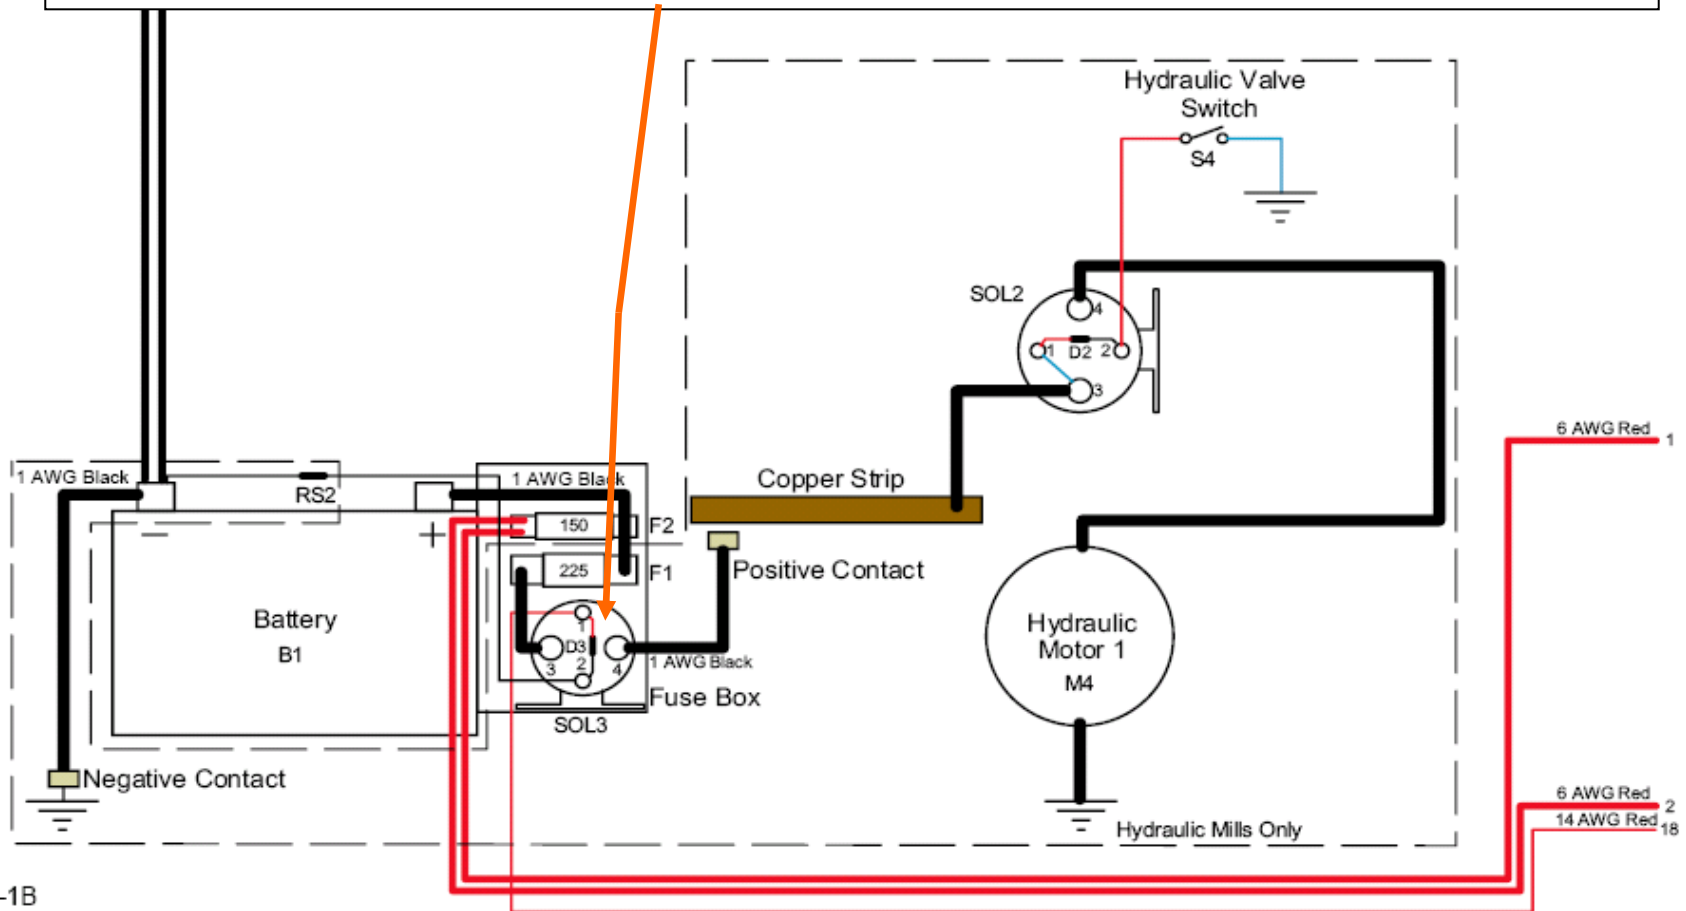 Hydraulic Valve
Switch
S4
SOL2
4
1
D2
2
3
6 AWG Red
1
1 AWG Black
RS2
1 AWG Black
Copper Strip
150
F2
225
F1
Positive Contact
Battery
B1
1
D3
2
3
4
1 AWG Black
Fuse Box
SOL3
Hydraulic
Motor 1
M4
Negative Contact
6 AWG Red
2
14 AWG Red
18
Hydraulic Mills Only
-1B